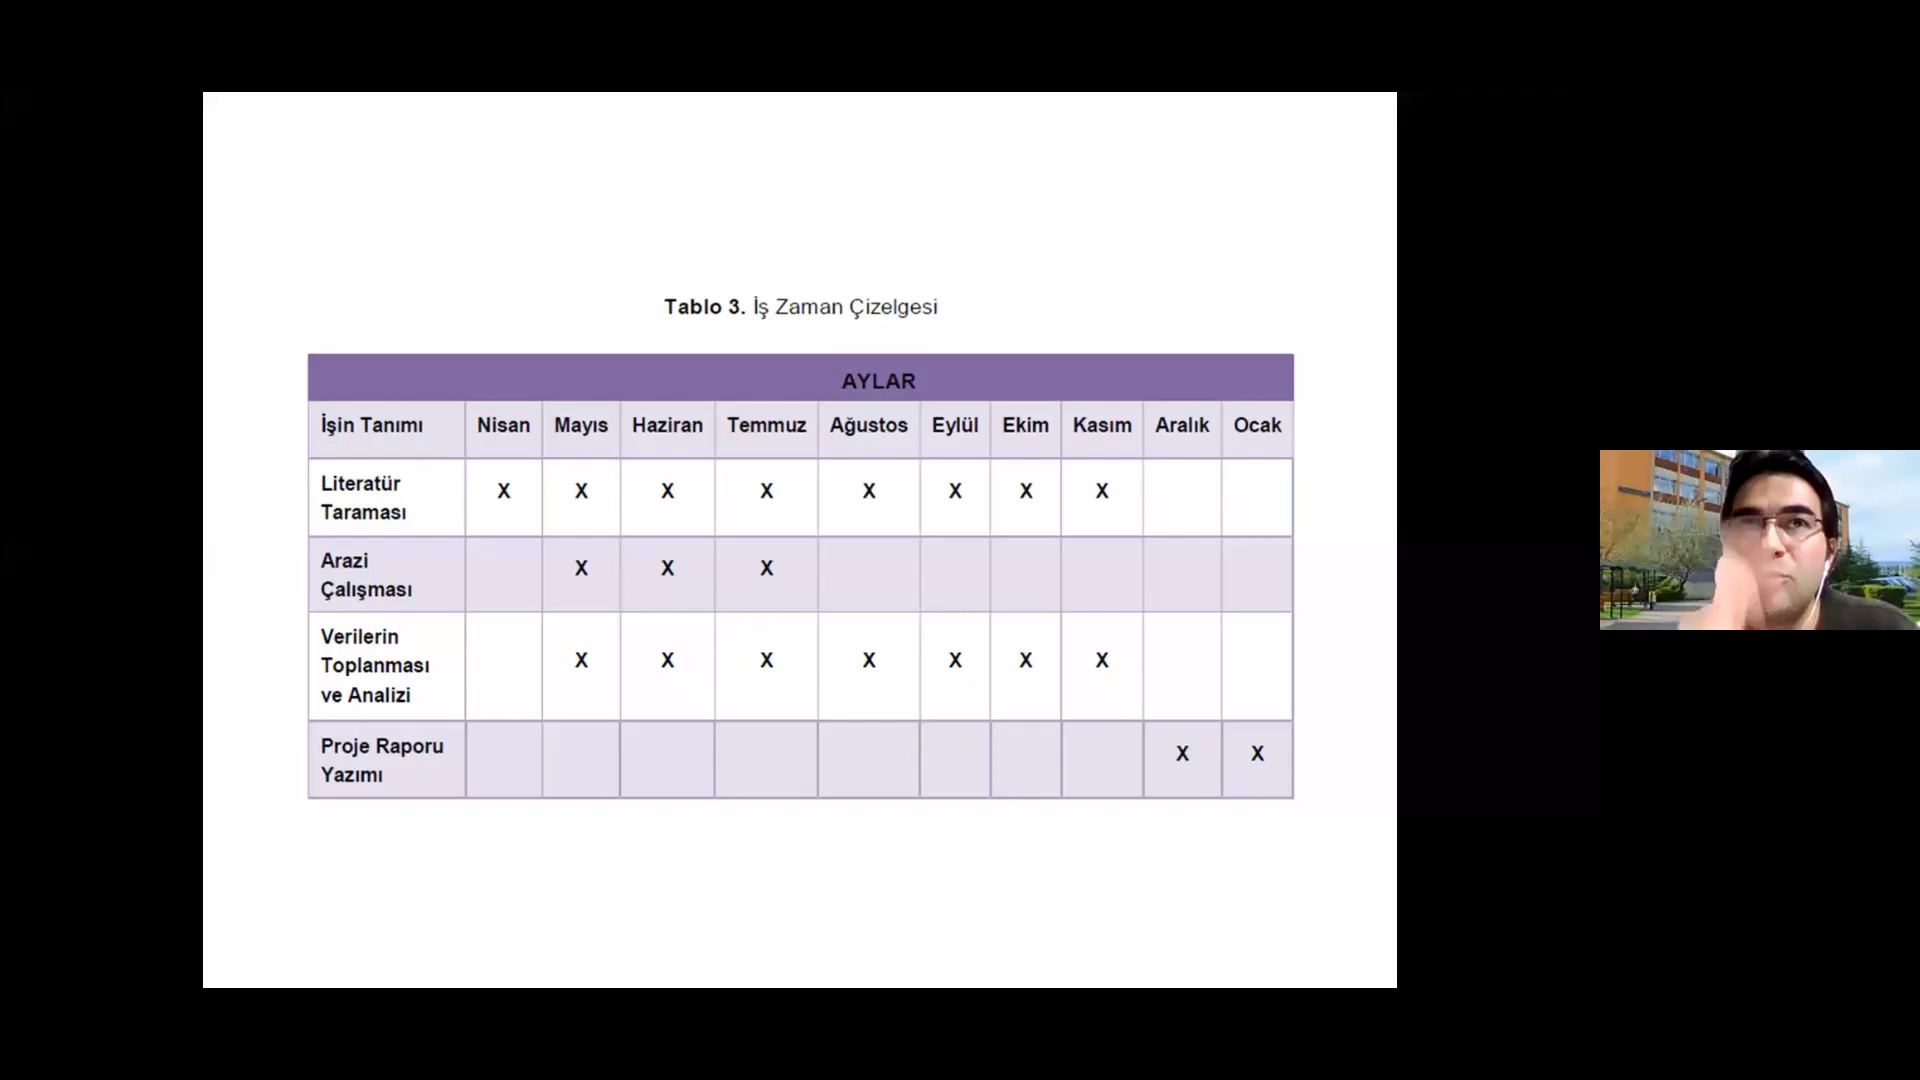 Tablo 3. İş Zaman Çizelgesi
AYLAR
İşin Tanımı Nisan Mayıs Haziran Temmuz Ağustos Eylül Ekim Kasım Aralık Ocak
Literatür
Taraması
X X X X X X X X
Arazi
Çalışması
X X X
Verilerin
Toplanması
ve Analizi
X X X X X X X
Proje Raporu
Yazımı
X X